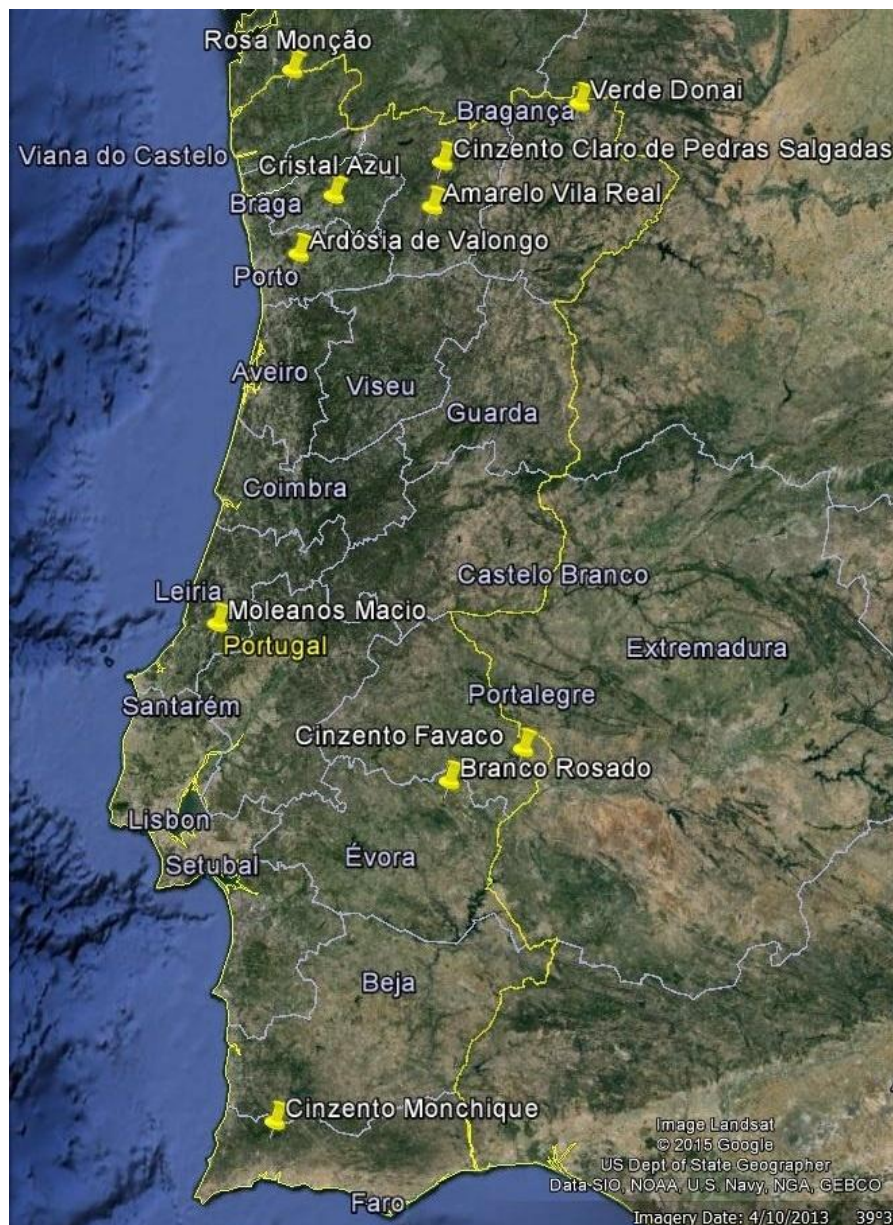 Rosa Monção
Verde Donai
Bragança
Viana do Castelo
Cinzento Claro de Pedras Salgadas
Cristal Azul
Braga
Amarelo Vila Real
Ardósia de Valongo
Porto
Aveiro
Viseu
Guarda
Coimbra
Castelo Branco
Leiria
Moleanos Macio
Portugal
Extremadura
Santarém
Portalegre
Cinzento Favaco
Branco Rosado
Lisbon
Setubal
Évora
Beja
Cinzento Monchique
Image Landsat
© 2015 Google
US Dept of State Geographer
Data SIO, NOAA, U.S. Navy, NGA, GEBCO
Faro
Imagery Date: 4/10/2013 39°3